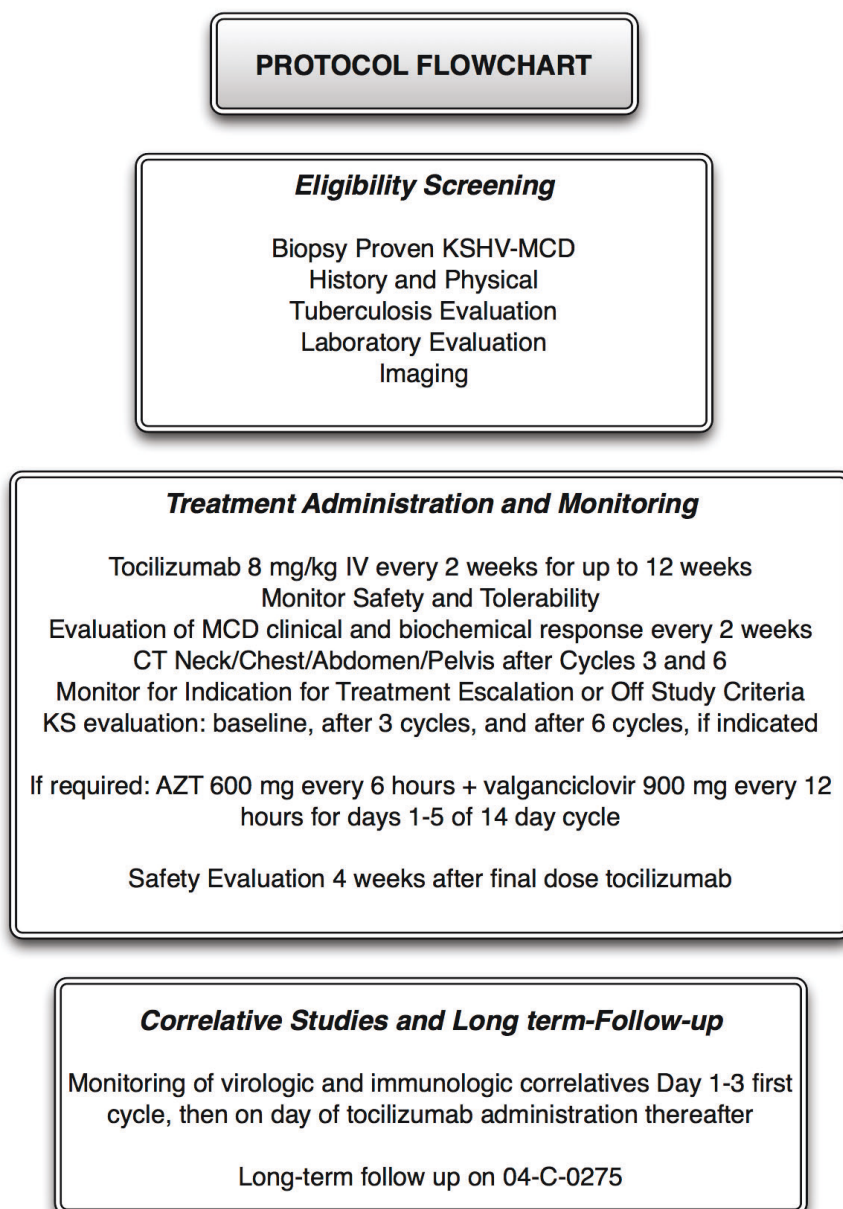 PROTOCOL FLOWCHART
Eligibility Screening
Biopsy Proven KSHV-MCD
History and Physical
Tuberculosis Evaluation
Laboratory Evaluation
Imaging
Treatment Administration and Monitoring
Tocilizumab 8 mg/kg IV every 2 weeks for up to 12 weeks
Monitor Safety and Tolerability
Evaluation of MCD clinical and biochemical response every 2 weeks
CT Neck/Chest/Abdomen/Pelvis after Cycles 3 and 6
Monitor for Indication for Treatment Escalation or Off Study Criteria
KS evaluation: baseline, after 3 cycles, and after 6 cycles, if indicated
If required: AZT 600 mg every 6 hours + valganciclovir 900 mg every 12
hours for days 1-5 of 14 day cycle
Safety Evaluation 4 weeks after final dose tocilizumab
Correlative Studies and Long term-Follow-up
Monitoring of virologic and immunologic correlatives Day 1-3 first
cycle, then on day of tocilizumab administration thereafter
Long-term follow up on 04-C-0275